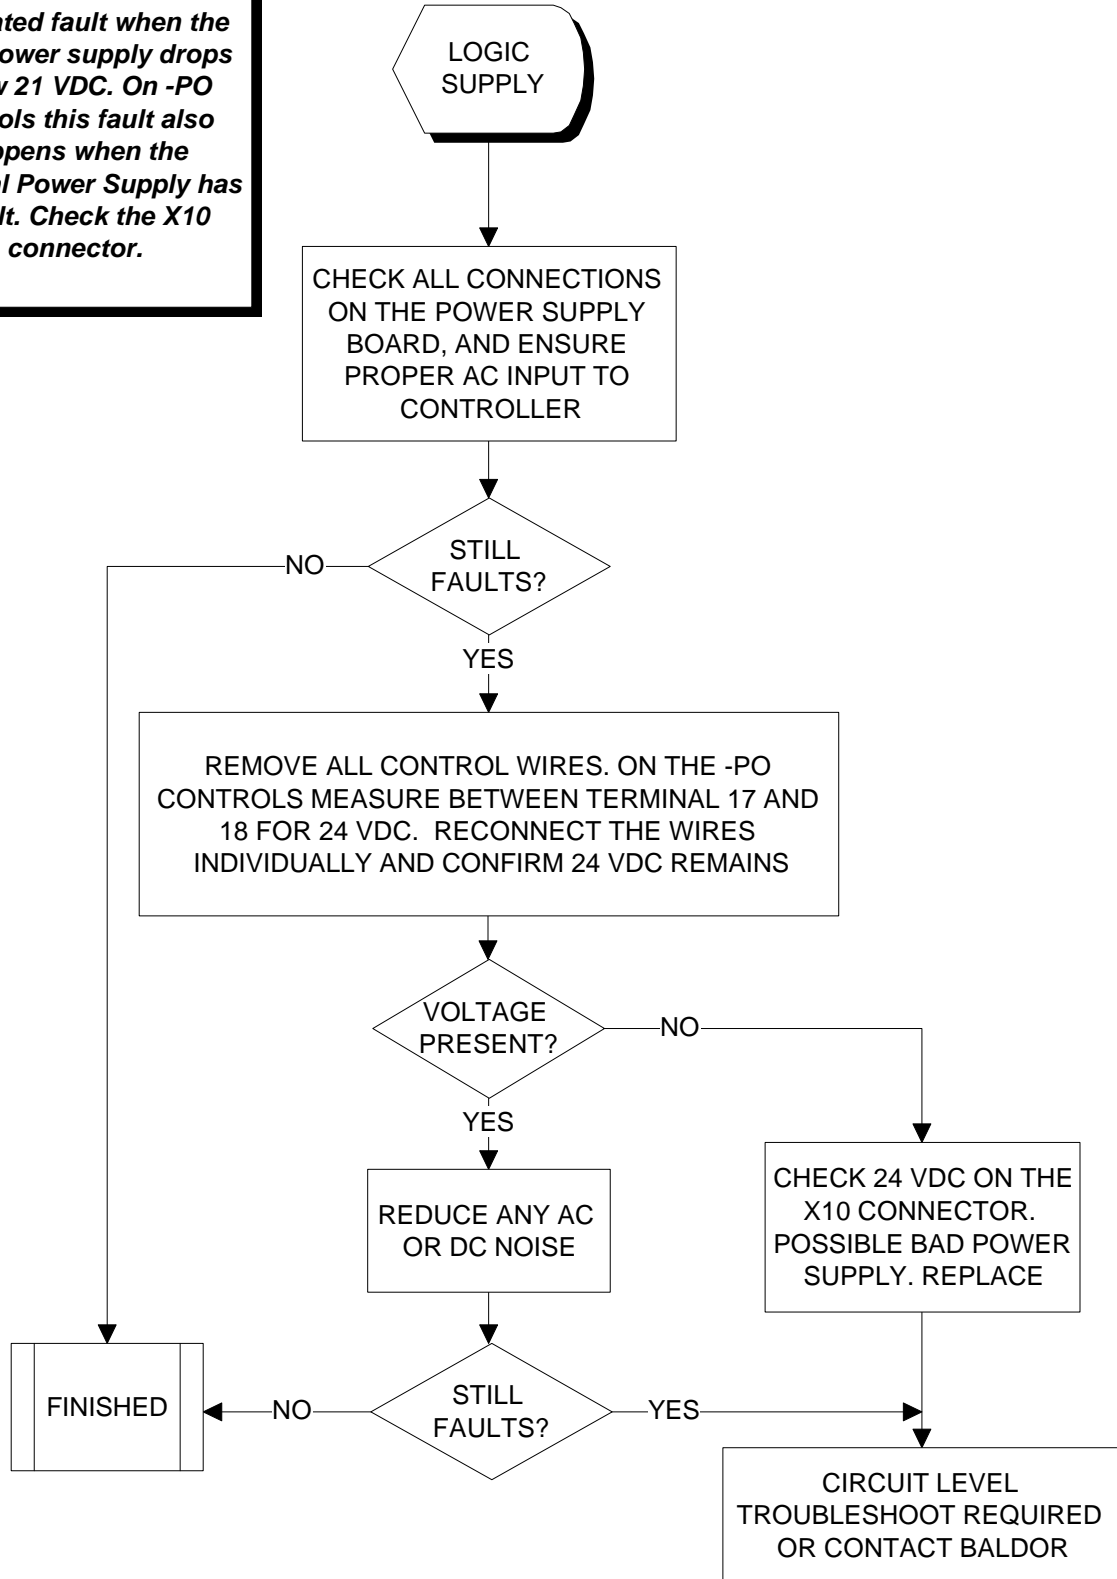 fault when the
supply drops
21 VDC. On -PO
this fault also
when the
Power Supply has
Check the X10
connector.
LOGIC
SUPPLY
CHECK ALL CONNECTIONS
ON THE POWER SUPPLY
BOARD, AND ENSURE
PROPER AC INPUT TO
CONTROLLER
STILL
FAULTS?
NO
YES
REMOVE ALL CONTROL WIRES. ON THE -PO
CONTROLS MEASURE BETWEEN TERMINAL 17 AND
18 FOR 24 VDC. RECONNECT THE WIRES
INDIVIDUALLY AND CONFIRM 24 VDC REMAINS
VOLTAGE
PRESENT?
NO
YES
REDUCE ANY AC
OR DC NOISE
CHECK 24 VDC ON THE
X10 CONNECTOR.
POSSIBLE BAD POWER
SUPPLY. REPLACE
STILL
FAULTS?
NO
YES
FINISHED
CIRCUIT LEVEL
TROUBLESHOOT REQUIRED
OR CONTACT BALDOR